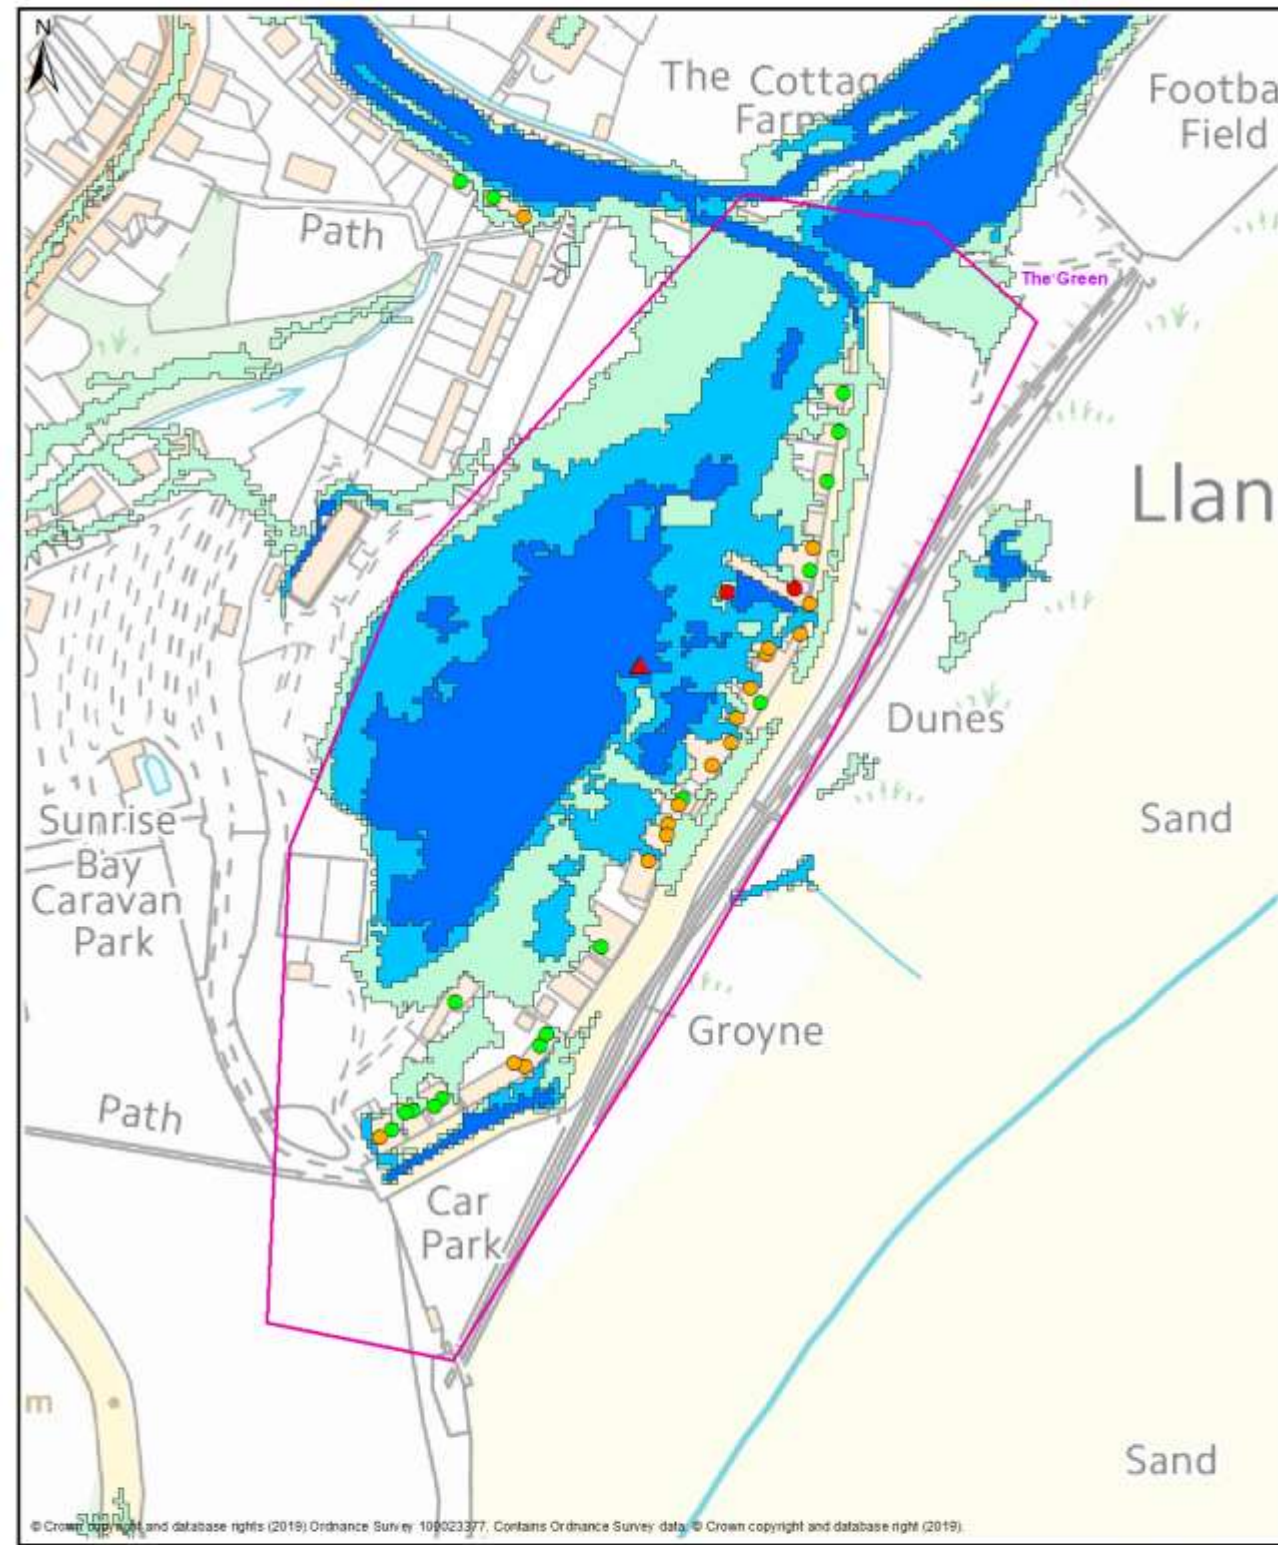 N
The Cottage
Farm
Footba
Field
Path
The Green
Llan
Dunes
Sunrise
Bay
Caravan
Park
Sand
Groyne
Path
Car
Park
m
Sand
© Crown copyright and database rights (2019) Ordnance Survey 100023377. Contains Ordnance Survey data. © Crown copyright and database right (2019).